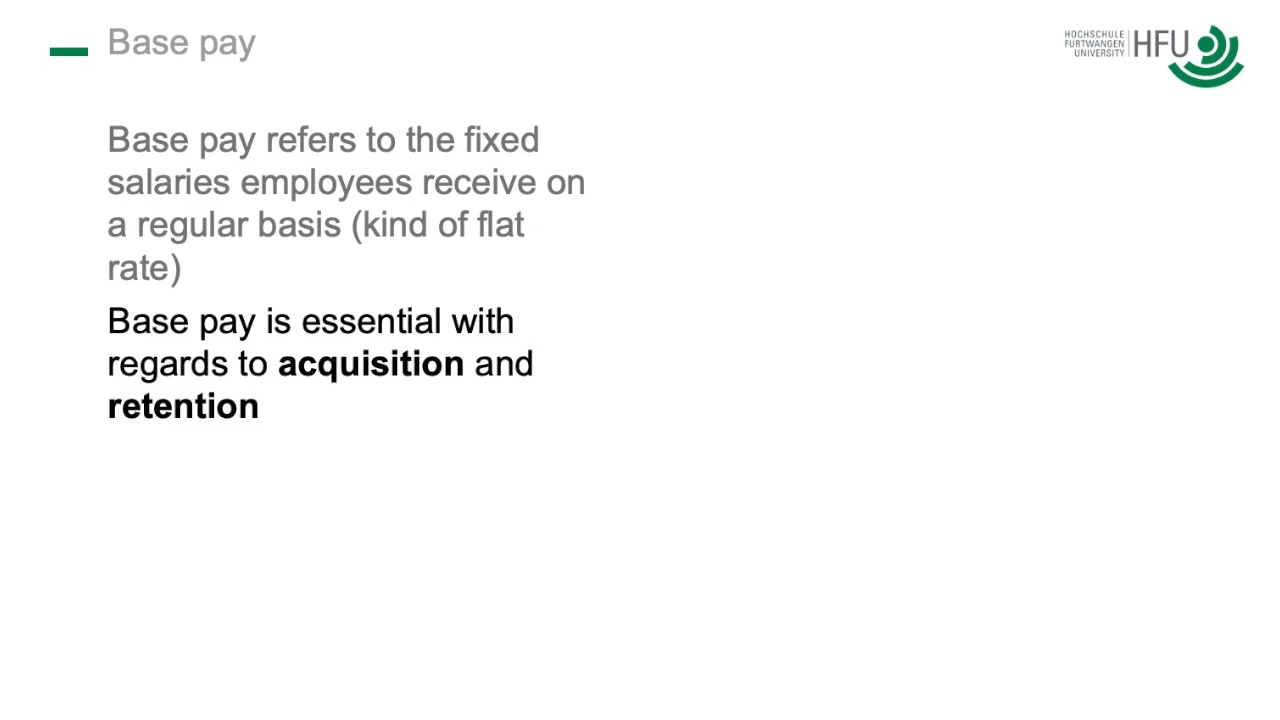 Base pay
HOCHSCHULE
FURTWANGEN
UNIVERSITY
HFU
Base pay refers to the fixed
salaries employees receive on
a regular basis (kind of flat
rate)
Base pay is essential with
regards to acquisition and
retention